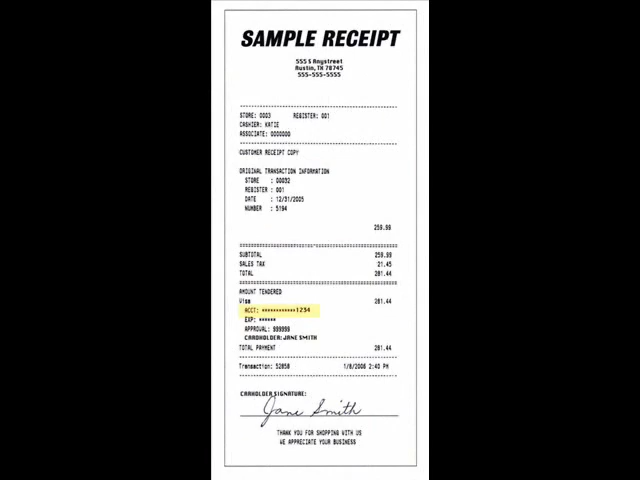 SAMPLE RECEIPT
555 S Anystreet
Austin, TX 78745
555-555-5555
STORE: 0003 REGISTER: 001
CASHIER: KATIE
ASSOCIATE: 0000000
CUSTOMER RECEIPT COPY
ORIGINAL TRANSACTION INFORMATION
STORE : 00032
REGISTER : 001
DATE : 12/31/2005
NUMBER : 5194
259.99
SUBTOTAL 259.99
SALES TAX 21.45
TOTAL 281.44
AMOUNT TENDERED
Visa 281.44
ACCT: ************1234
EXP: ******
APPROVAL: 999999
CARDHOLDER: JANE SMITH
TOTAL PAYMENT 281.44
Transaction: 52858 1/8/2006 2:40 PM
CARHOLDER SIGNATURE:
Jane Smith
THANK YOU FOR SHOPPING WITH US
WE APPRECIATE YOUR BUSINESS